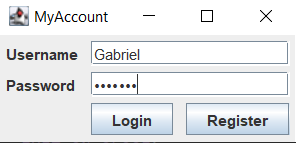 MyAccount
Username Gabriel
Password •••••••
Login Register